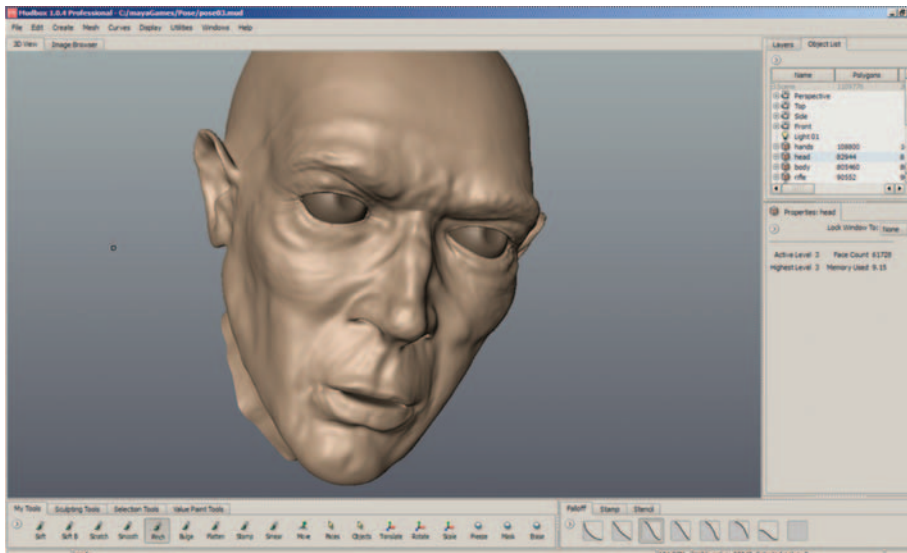 Mudbox 1.0.4 Professional C:/mayaGames/Pose/pose03.mud
File Edit Create Mesh Curves Display Utilities Windows Help
3D View Image Browser
Layers Object List
Name Polygons
Perspective
Top
Side
Front
Light 01
hands 108800
head 82944
body 805460
rifle 90552
Properties: head
Lock Window To: None
Active Level 3 Face Count 61728
Highest Level 3 Memory Used 9.15
My Tools Sculpting Tools Selection Tools Value Paint Tools
Soft Soft B Scratch Smooth Pinch Bulge Flatten Stamp Smear Move Faces Objects Translate Rotate Scale Freeze Mask Erase
Falloff Stamp Stencil